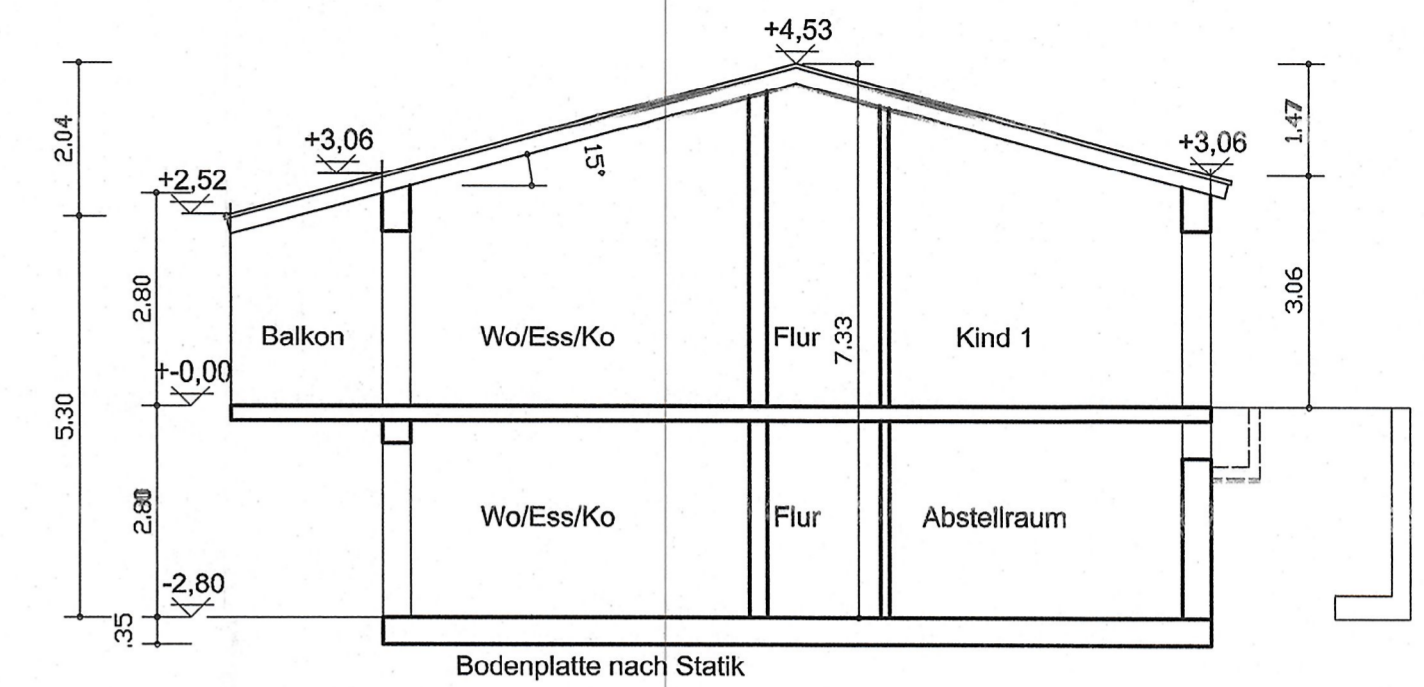 +4,53
2.04
+3,06
15°
1.47
+3,06
+2,52
2.80
3.06
Balkon
Wo/Ess/Ko
Flur
7.33
Kind 1
+-0,00
5.30
2.80
Wo/Ess/Ko
Flur
Abstellraum
-2,80
.35
Bodenplatte nach Statik